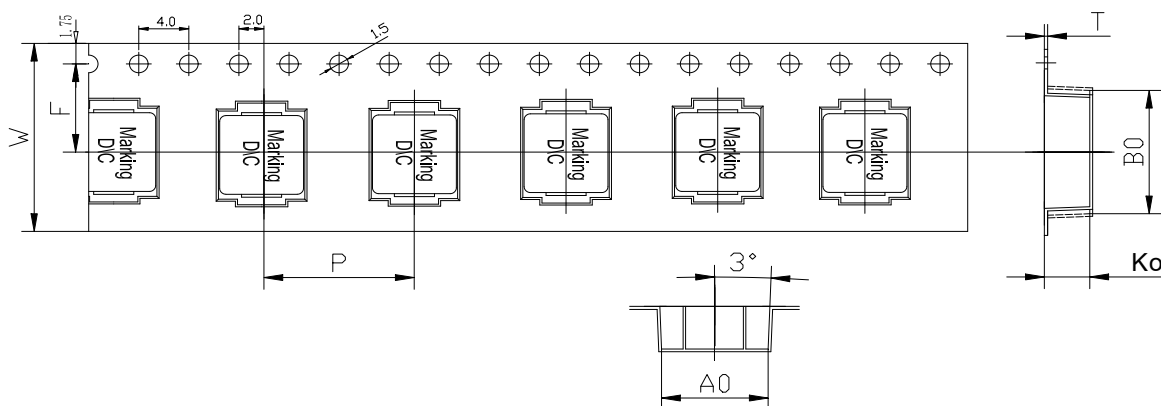 1.75
4.0
2.0
1.5
T
F
W
Marking
D\C
Marking
D\C
Marking
D\C
Marking
D\C
Marking
D\C
Marking
D\C
B0
P
3°
Ko
A0